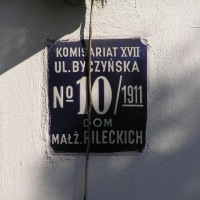 KOMISARIAT XVII
UL. BYCZYŃSKA
No 10/1911
DOM
MAŁŻ. PILECKICH